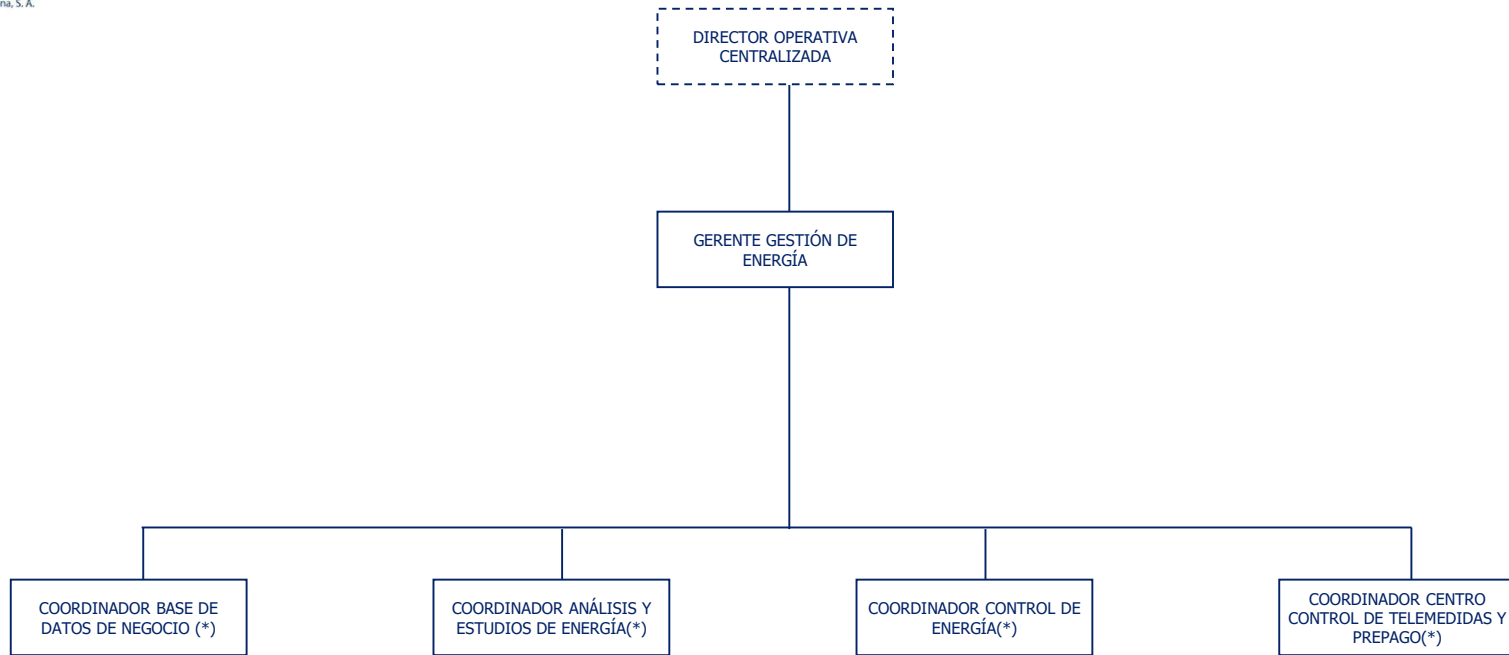 na, S. A.
DIRECTOR OPERATIVA
CENTRALIZADA
GERENTE GESTIÓN DE
ENERGÍA
COORDINADOR BASE DE
DATOS DE NEGOCIO (*)
COORDINADOR ANÁLISIS Y
ESTUDIOS DE ENERGÍA(*)
COORDINADOR CONTROL DE
ENERGÍA(*)
COORDINADOR CENTRO
CONTROL DE TELEMEDIDAS Y
PREPAGO(*)